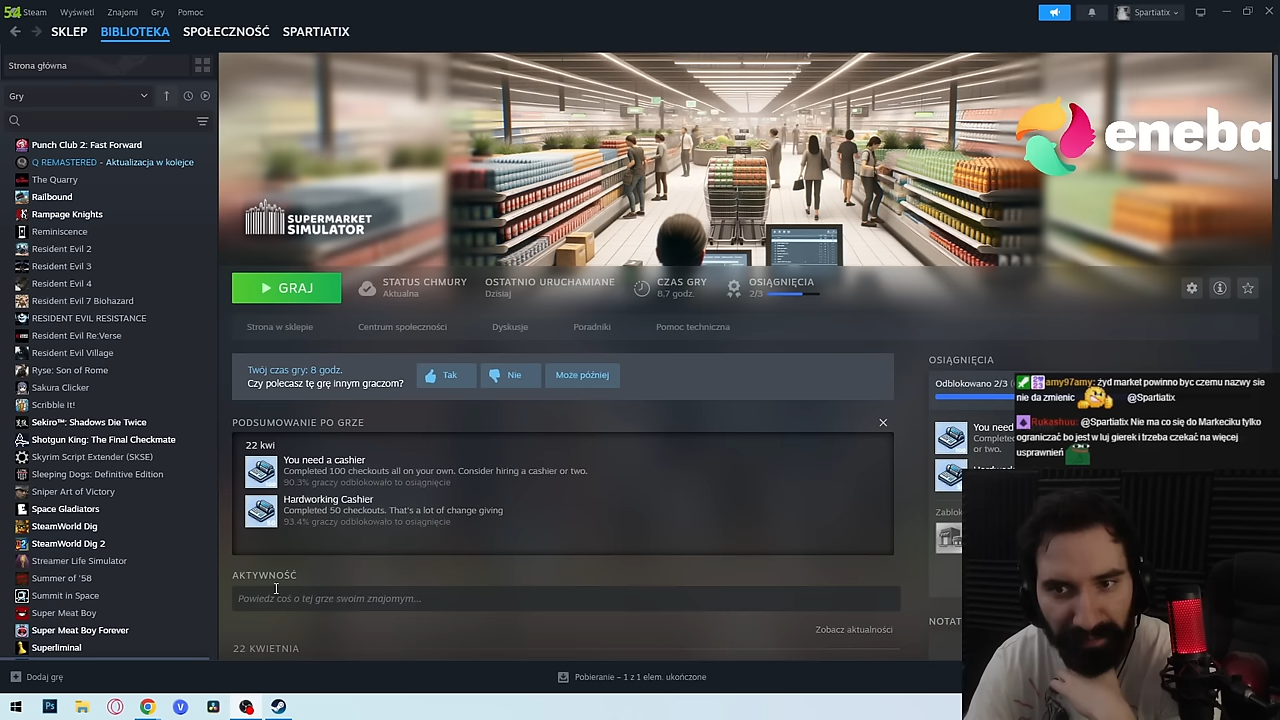 54
Steam Wyświetl Znajomi Gry Pomoc
Spartiatix
SKLEP BIBLIOTEKA SPOŁECZNOŚĆ SPARTIATIX
Strona główna
Gry
Punch Club 2: Fast Forward
Q REMASTERED - Aktualizacja w kolejce
The Quarry
Railbound
Rampage Knights
Reminiscence
Resident Evil 2
Resident Evil 3
Resident Evil 4
Resident Evil 7 Biohazard
RESIDENT EVIL RESISTANCE
Resident Evil Re:Verse
Resident Evil Village
Ryse: Son of Rome
Sakura Clicker
Scribble It!
Sekiro™: Shadows Die Twice
Shotgun King: The Final Checkmate
Skyrim Script Extender (SKSE)
Sleeping Dogs: Definitive Edition
Sniper Art of Victory
Space Gladiators
SteamWorld Dig
SteamWorld Dig 2
Streamer Life Simulator
Summer of '58
Summit in Space
Super Meat Boy
Super Meat Boy Forever
Superliminal
Dodaj grę
eneba
SUPERMARKET
SIMULATOR
GRAJ
STATUS CHMURY
Aktualna
OSTATNIO URUCHAMIANE
Dzisiaj
CZAS GRY
8,7 godz.
OSIĄGNIĘCIA
2/3
Strona w sklepie Centrum społeczności Dyskusje Poradniki Pomoc techniczna
Twój czas gry: 8 godz.
Czy polecasz tę grę innym graczom?
Tak Nie Może później
PODSUMOWANIE PO GRZE
22 kwi
You need a cashier
Completed 100 checkouts all on your own. Consider hiring a cashier or two.
90.3% graczy odblokowało to osiągnięcie
Hardworking Cashier
Completed 50 checkouts. That's a lot of change giving
93.4% graczy odblokowało to osiągnięcie
AKTYWNOŚĆ
Powiedz coś o tej grze swoim znajomym...
Zobacz aktualności
22 KWIETNIA
Pobieranie – 1 z 1 elem. ukończone
OSIĄGNIĘCIA
Odblokowano 2/3
You need
Complete
or two.
Zablo
NOTAT
amy97amy: żyd market powinno byc czemu nazwy sie
nie da zmienic @Spartiatix
Rukashuu: @Spartiatix Nie ma co się do Markeciku tylko
ograniczać bo jest w luj gierek i trzeba czekać na więcej
usprawnień